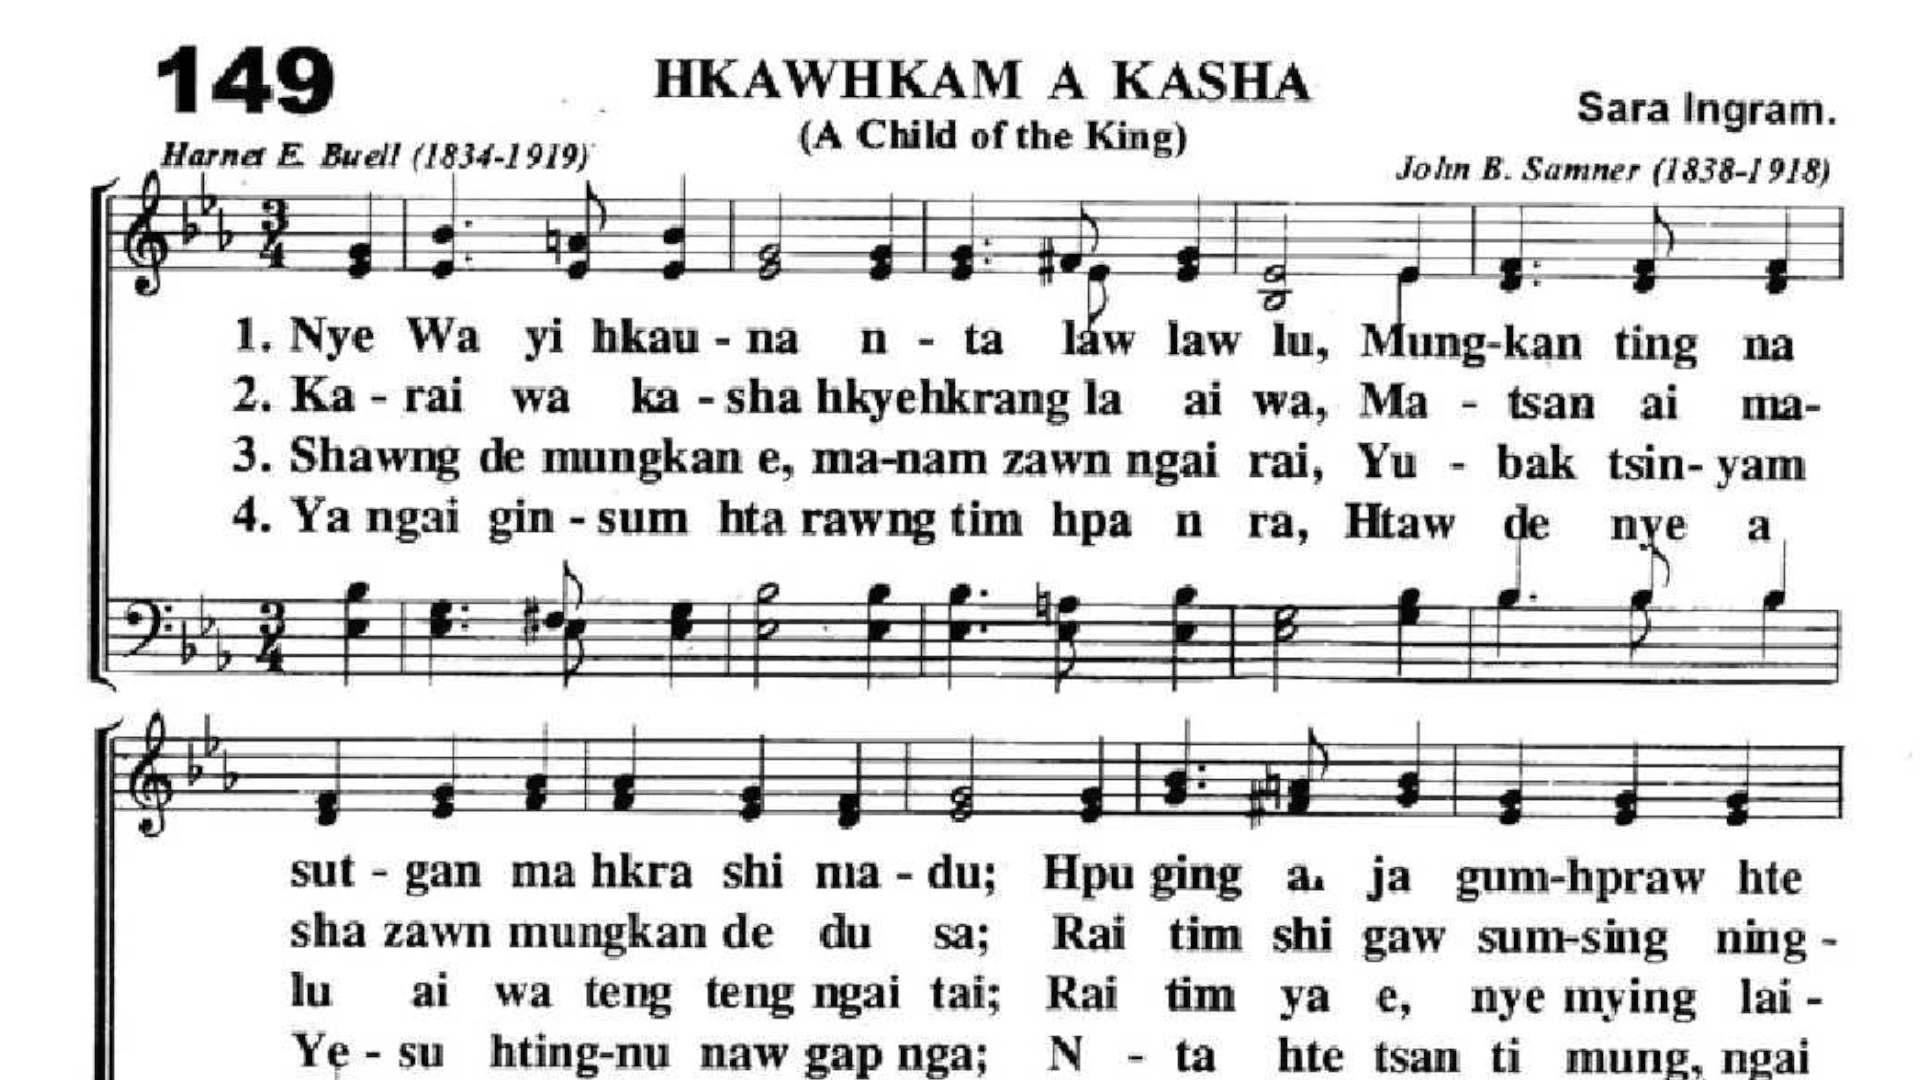 149
HKAWHKAM A KASHA
Sara Ingram.
(A Child of the King)
Harnet E. Buell (1834-1919)
John B. Samner (1838-1918)
3
4
1. Nye Wa yi hkau - na n - ta law law lu, Mung-kan ting na
2. Ka - rai wa ka - sha hkyehkrang la ai wa, Ma - tsan ai ma-
3. Shawng de mungkan e, ma-nam zawn ngai rai, Yu - bak tsin- yam
4. Ya ngai gin - sum hta rawng tim hpa n ra, Htaw de nye a
3
4
sut - gan ma hkra shi ma - du; Hpu ging a. ja gum-hpraw hte
sha zawn mungkan de du sa; Rai tim shi gaw sum-sing ning -
lu ai wa teng teng ngai tai; Rai tim ya e, nye mying lai -
Ye - su hting-nu naw gap nga; N - ta hte tsan ti mung, ngai